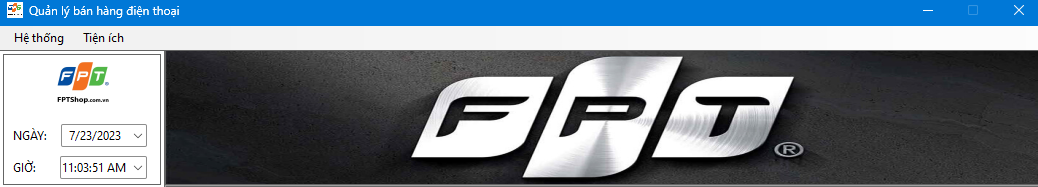 Quản lý bán hàng điện thoại
Hệ thống Tiện ích
FPT®
FPTShop.com.vn
NGÀY: 7/23/2023
GIỜ: 11:03:51 AM
FPT®